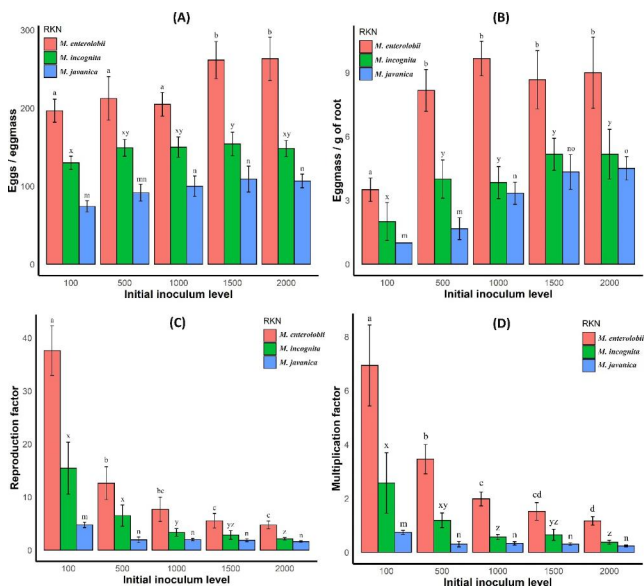 (A)
RKN
M. enterolobii
M. incognita
M. javanica
Eggs / eggmass
300
200
100
0
a
x
m
a
xy
mn
a
xy
n
b
y
n
b
xy
n
100 500 1000 1500 2000
Initial inoculum level
(B)
RKN
M. enterolobii
M. incognita
M. javanica
Eggmass / g of root
9
6
3
0
a
x
m
b
y
m
b
y
n
b
y
no
b
y
o
100 500 1000 1500 2000
Initial inoculum level
(C)
RKN
M. enterolobii
M. incognita
M. javanica
Reproduction factor
40
30
20
10
0
a
x
m
b
x
n
bc
y
n
c
yz
n
c
z
n
100 500 1000 1500 2000
Initial inoculum level
(D)
RKN
M. enterolobii
M. incognita
M. javanica
Multiplication factor
8
6
4
2
0
a
x
m
b
xy
n
c
z
n
cd
yz
n
d
z
n
100 500 1000 1500 2000
Initial inoculum level